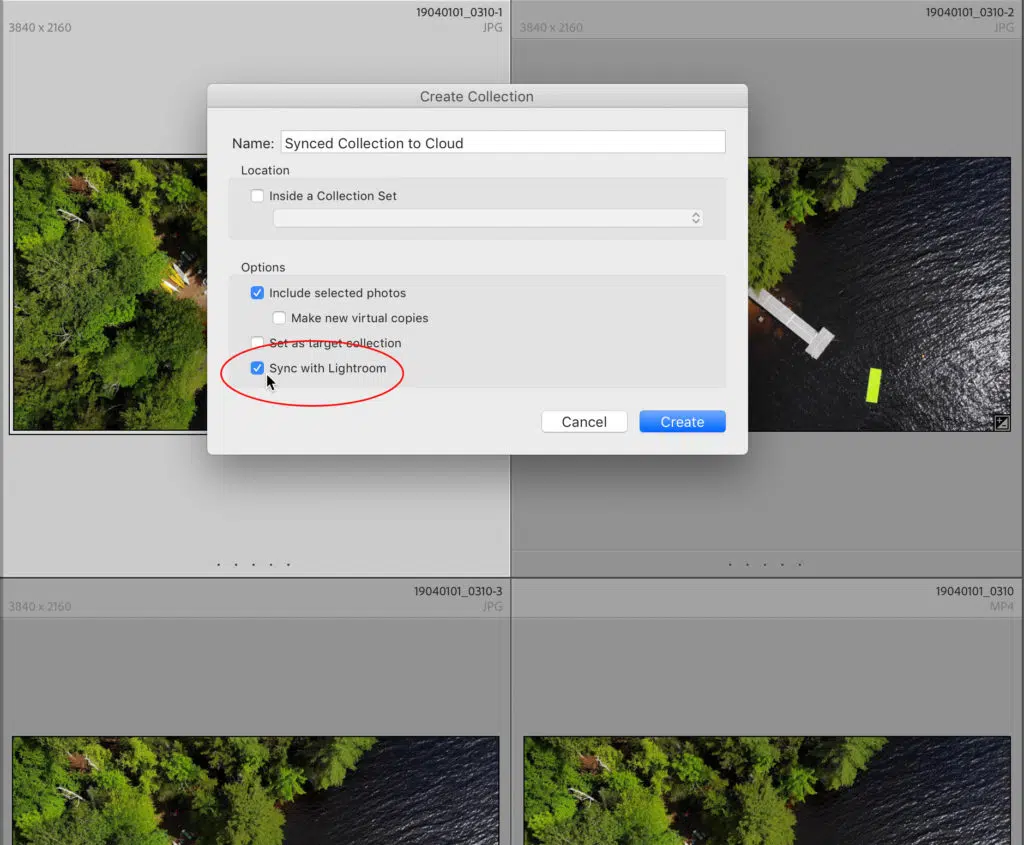 19040101_0310-1
3840 x 2160
JPG
19040101_0310-2
3840 x 2160
JPG
Create Collection
Name: Synced Collection to Cloud
Location
Inside a Collection Set
Options
Include selected photos
Make new virtual copies
Set as target collection
Sync with Lightroom
Cancel
Create
19040101_0310-3
3840 x 2160
JPG
19040101_0310
MP4